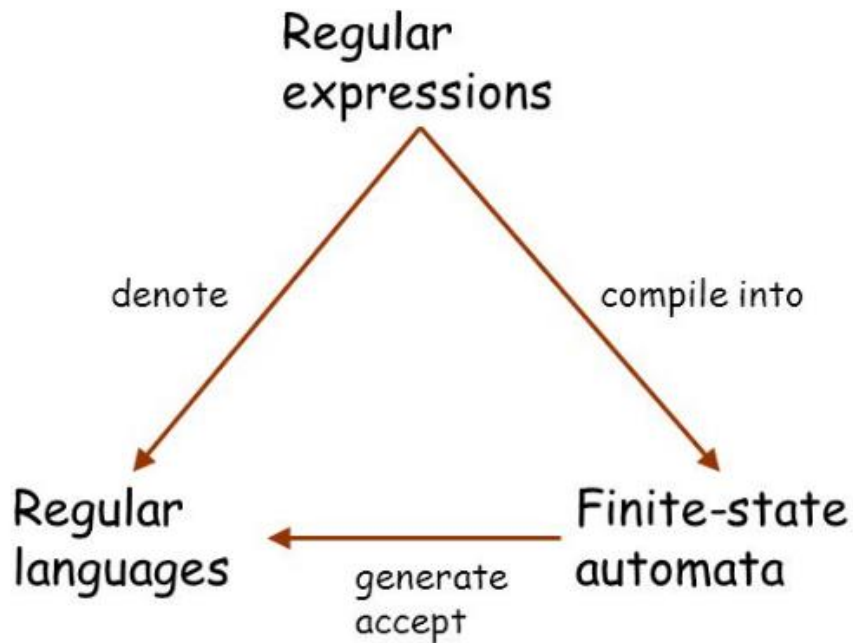 Regular
expressions
denote
compile into
Regular
languages
Finite-state
automata
generate
accept